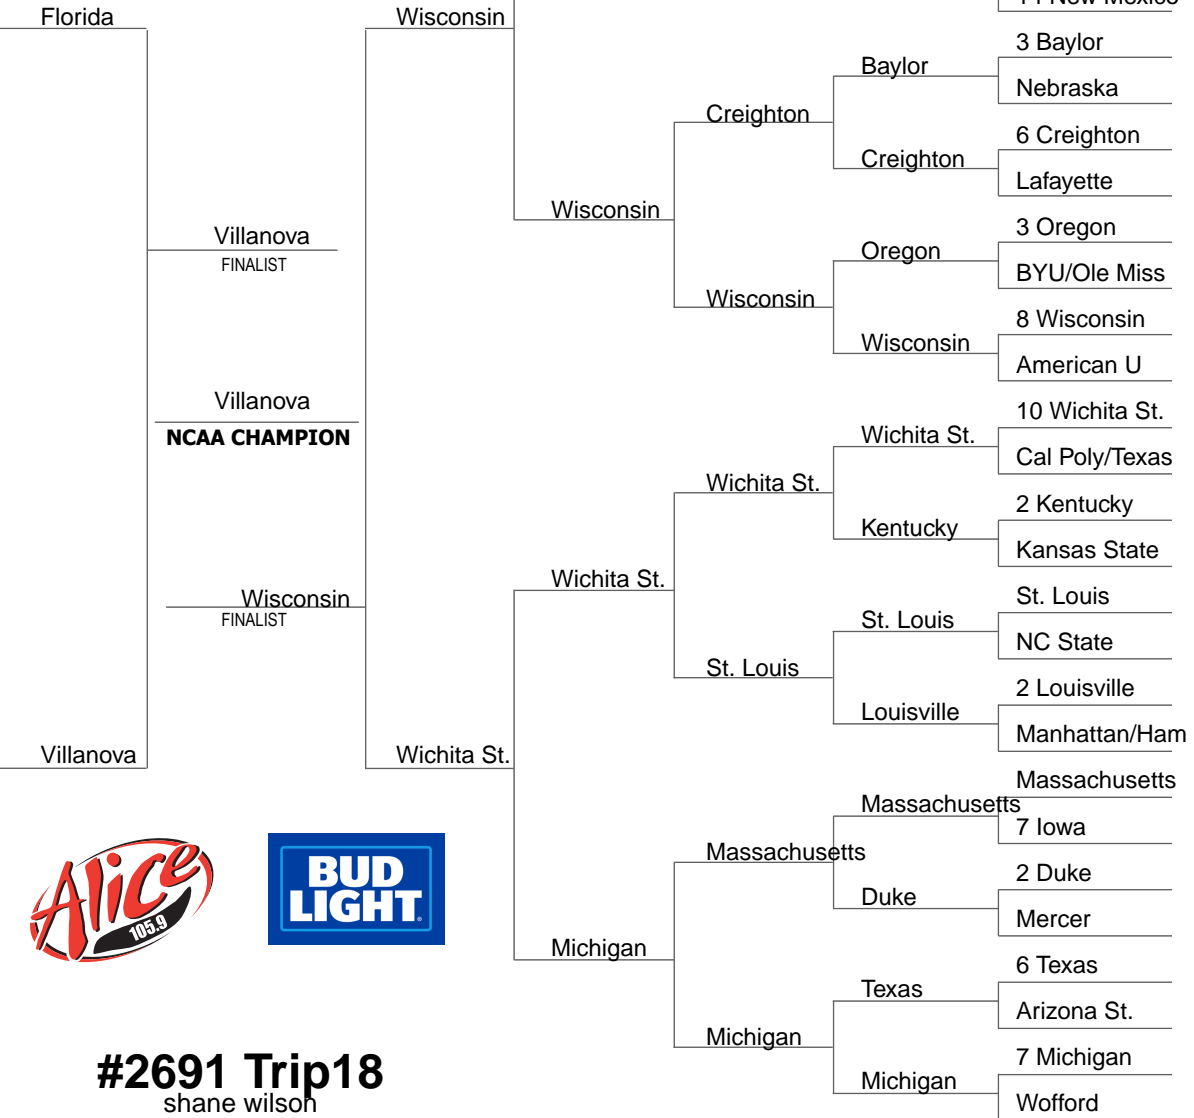 Florida
Villanova
FINALIST
Villanova
NCAA CHAMPION
Wisconsin
FINALIST
Villanova
Wisconsin
Wichita St.
Wisconsin
Wichita St.
Michigan
Creighton
Wisconsin
Wichita St.
St. Louis
Massachusetts
Michigan
Baylor
Creighton
Oregon
Wisconsin
Wichita St.
Kentucky
St. Louis
Louisville
Massachusetts
Duke
Texas
Michigan
3 Baylor
Nebraska
6 Creighton
Lafayette
3 Oregon
BYU/Ole Miss
8 Wisconsin
American U
10 Wichita St.
Cal Poly/Texas
2 Kentucky
Kansas State
St. Louis
NC State
2 Louisville
Manhattan/Ham
Massachusetts
7 Iowa
2 Duke
Mercer
6 Texas
Arizona St.
7 Michigan
Wofford
Alice
105.9
BUD
LIGHT
#2691 Trip18
shane wilson